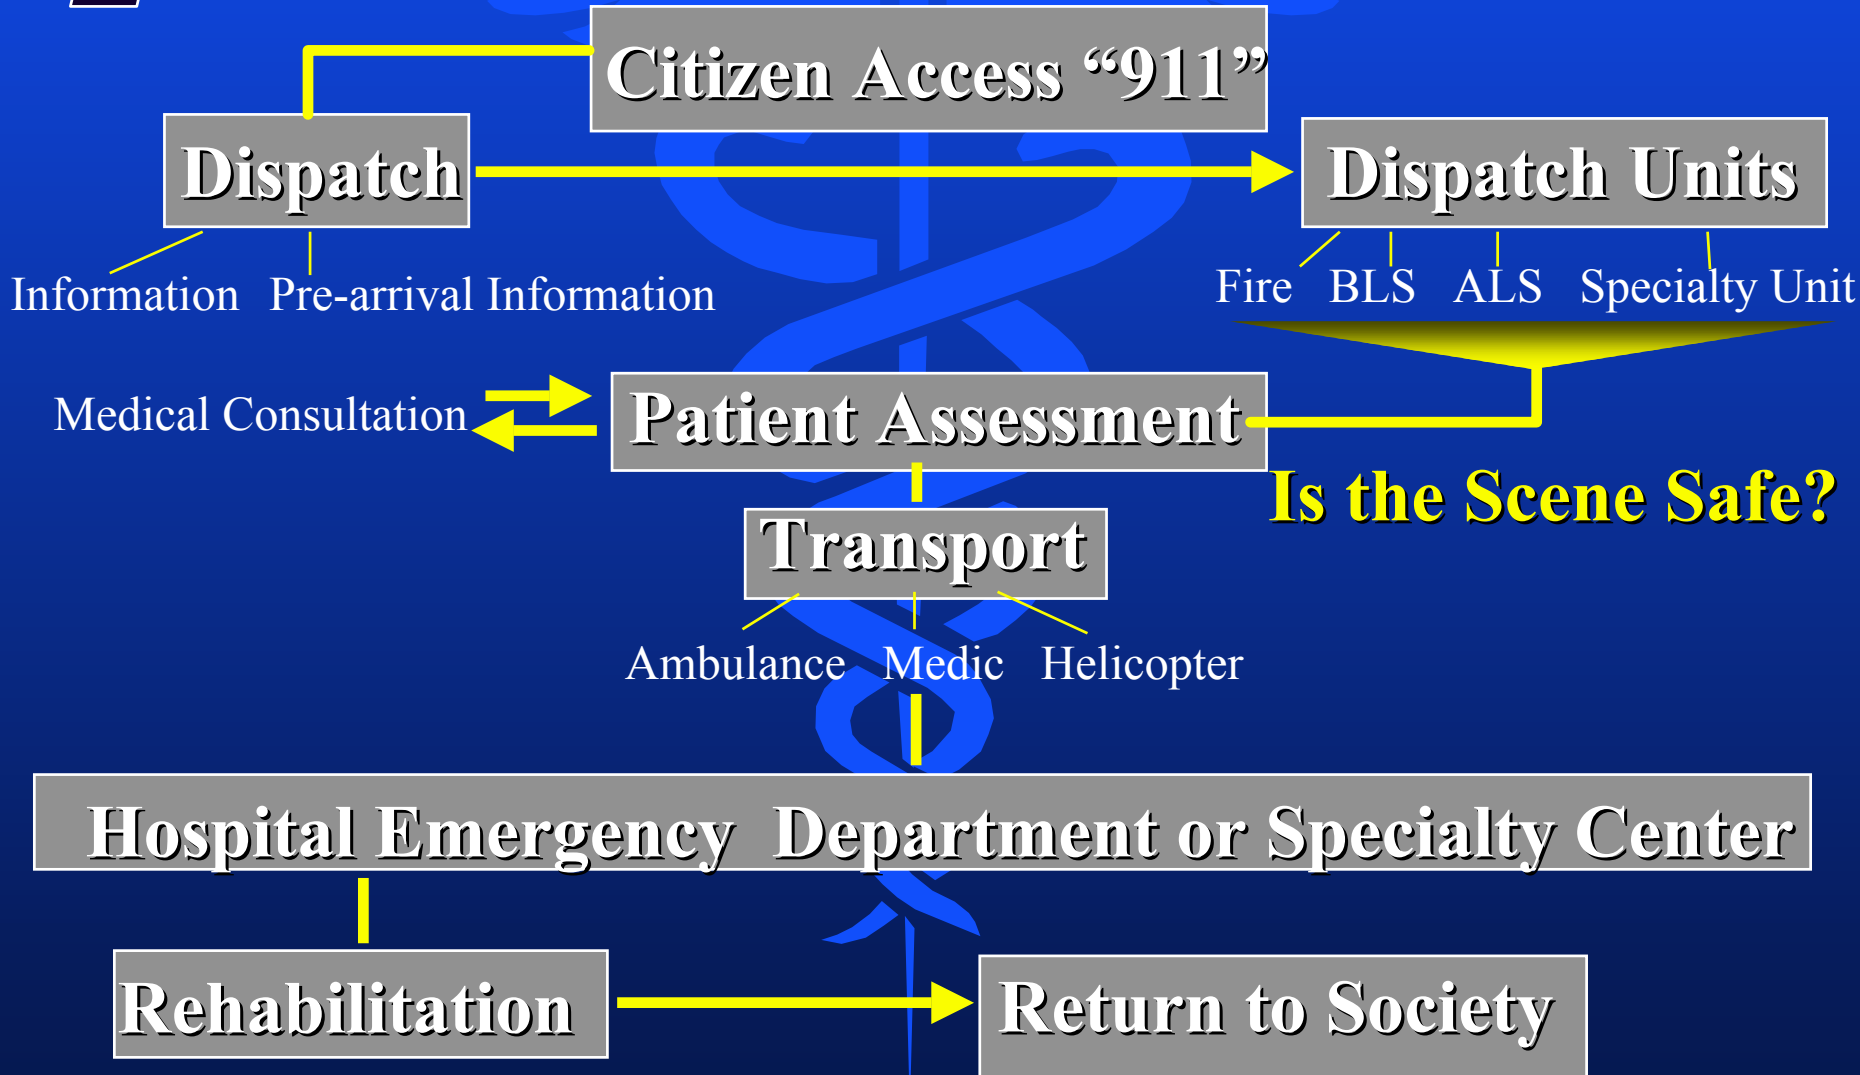 Citizen Access “911”
Dispatch
Dispatch Units
Information Pre-arrival Information
Fire BLS ALS Specialty Unit
Medical Consultation
Patient Assessment
Is the Scene Safe?
Transport
Ambulance Medic Helicopter
Hospital Emergency Department or Specialty Center
Rehabilitation
Return to Society